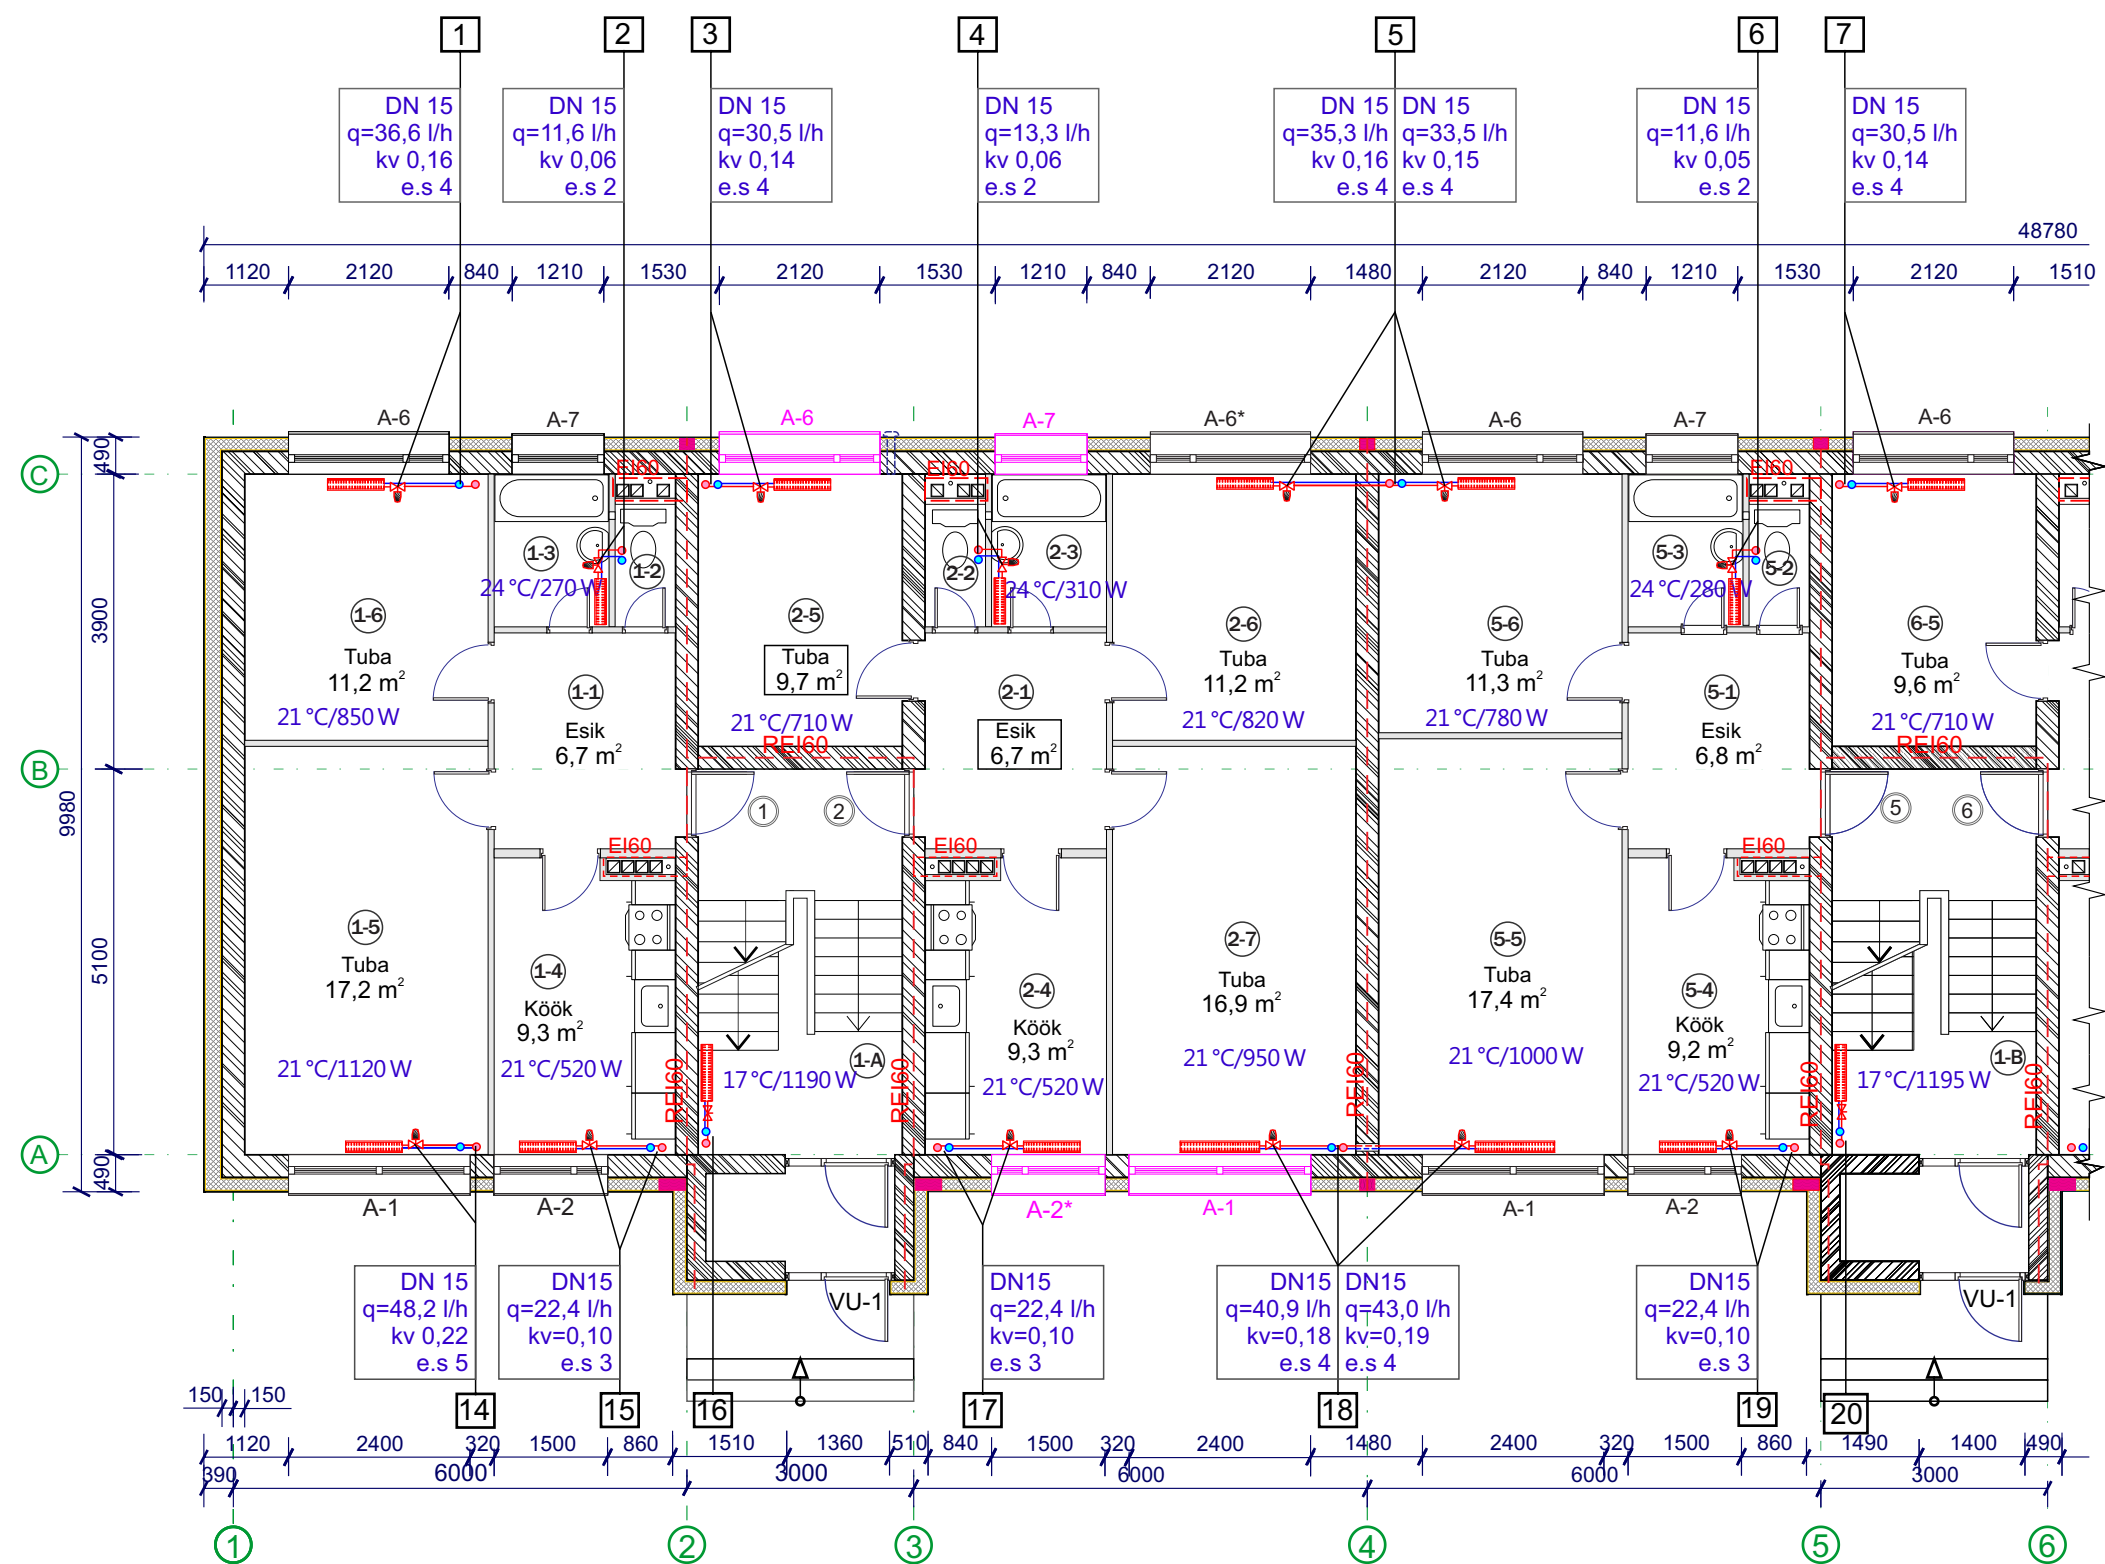 1 2 3 4 5 6 7
DN 15
q=36,6 l/h
kv 0,16
e.s 4
DN 15
q=11,6 l/h
kv 0,06
e.s 2
DN 15
q=30,5 l/h
kv 0,14
e.s 4
DN 15
q=13,3 l/h
kv 0,06
e.s 2
DN 15
q=35,3 l/h
kv 0,16
e.s 4
DN 15
q=33,5 l/h
kv 0,15
e.s 4
DN 15
q=11,6 l/h
kv 0,05
e.s 2
DN 15
q=30,5 l/h
kv 0,14
e.s 4
48780
1120 2120 840 1210 1530 2120 1530 1210 840 2120 1480 2120 840 1210 1530 2120 1510
A-6 A-7 A-6 A-7 A-6* A-6 A-7 A-6
490
C
3900
B
9980
5100
A
490
EI60 EI60 EI60
1-3
24 °C/270 W
1-2
2-2
2-3
24 °C/310 W
5-3
24 °C/280 W
5-2
1-6
Tuba
11,2 m²
21 °C/850 W
2-5
Tuba
9,7 m²
21 °C/710 W
REI60
2-6
Tuba
11,2 m²
21 °C/820 W
5-6
Tuba
11,3 m²
21 °C/780 W
6-5
Tuba
9,6 m²
21 °C/710 W
REI60
1-1
Esik
6,7 m²
2-1
Esik
6,7 m²
5-1
Esik
6,8 m²
1 2 5 6
EI60 EI60 EI60
1-5
Tuba
17,2 m²
21 °C/1120 W
1-4
Köök
9,3 m²
21 °C/520 W
1-A
17 °C/1190 W
2-4
Köök
9,3 m²
21 °C/520 W
2-7
Tuba
16,9 m²
21 °C/950 W
5-5
Tuba
17,4 m²
21 °C/1000 W
5-4
Köök
9,2 m²
21 °C/520 W
1-B
17 °C/1195 W
REI60 REI60 REI60 REI60 REI60
A-1 A-2 A-2* A-1 A-1 A-2
VU-1 VU-1
DN 15
q=48,2 l/h
kv 0,22
e.s 5
DN15
q=22,4 l/h
kv=0,10
e.s 3
DN15
q=22,4 l/h
kv=0,10
e.s 3
DN15
q=40,9 l/h
kv=0,18
e.s 4
DN15
q=43,0 l/h
kv=0,19
e.s 4
DN15
q=22,4 l/h
kv=0,10
e.s 3
150 150
14 15 16 17 18 19 20
1120 2400 320 1500 860 1510 1360 510 840 1500 320 2400 1480 2400 320 1500 860 1490 1400 490
390 6000 3000 6000 6000 3000
1 2 3 4 5 6